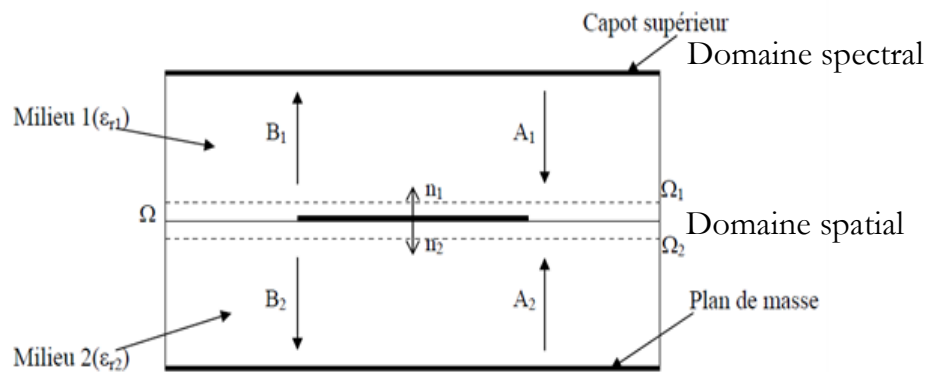 Capot supérieur
Domaine spectral
Milieu 1(εr1)
B1
A1
n1
Ω1
Ω
Domaine spatial
n2
Ω2
B2
A2
Plan de masse
Milieu 2(εr2)